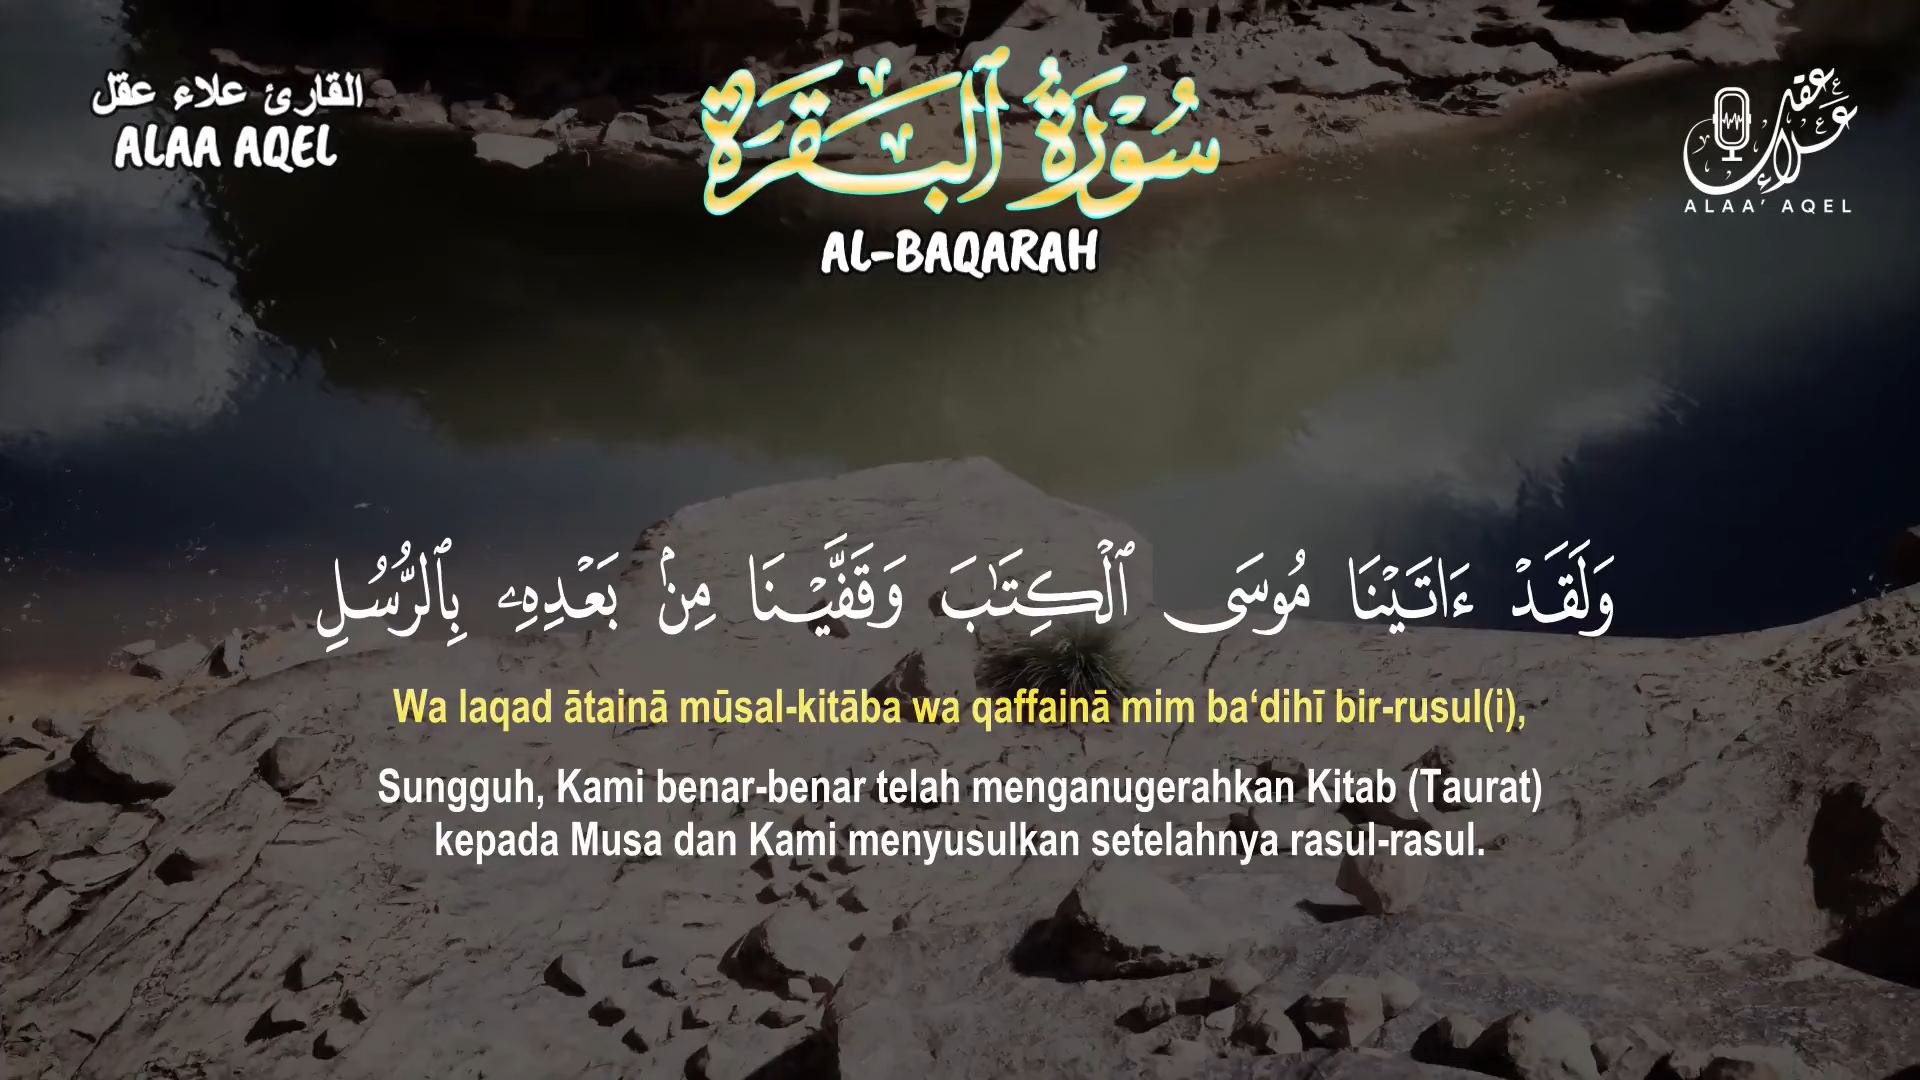 القارئ علاء عقل
ALAA AQEL
سُوْرَةُ ٱلْبَقَرَة
AL-BAQARAH
علاء عقل
ALAA' AQEL
وَلَقَدْ ءَاتَيْنَا مُوسَى ٱلْكِتَـٰبَ وَقَفَّيْنَا مِنۢ بَعْدِهِۦ بِٱلرُّسُلِ
Wa laqad ātainā mūsal-kitāba wa qaffainā mim ba‘dihī bir-rusul(i),
Sungguh, Kami benar-benar telah menganugerahkan Kitab (Taurat)
kepada Musa dan Kami menyusulkan setelahnya rasul-rasul.